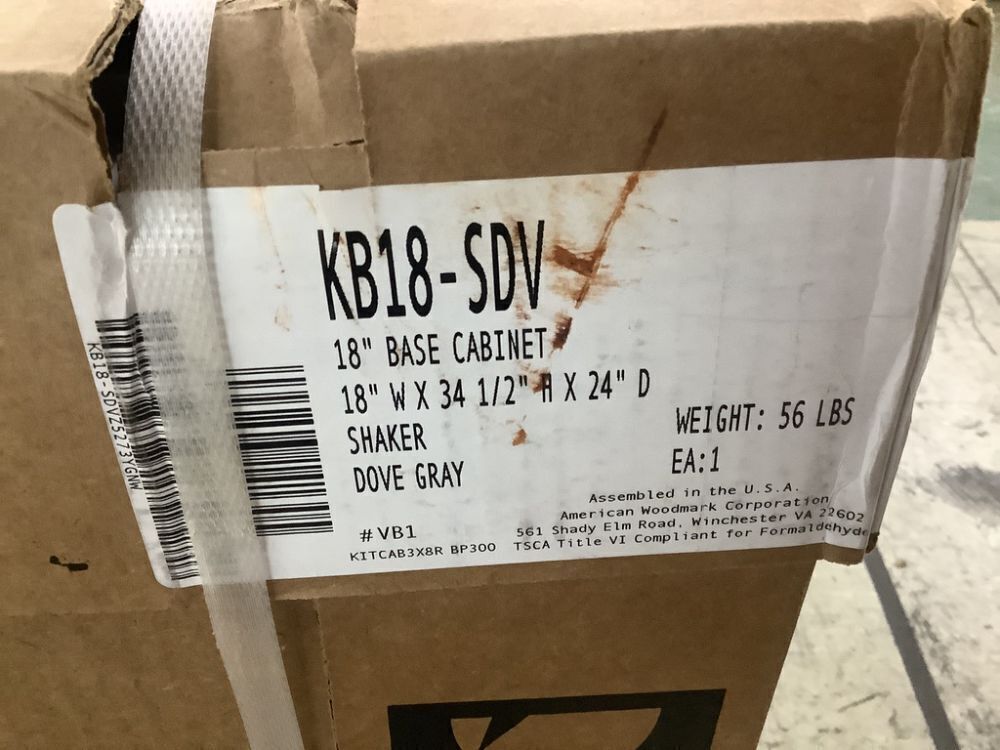 KB18-SDV
18" BASE CABINET
18" W X 34 1/2" H X 24" D
SHAKER
DOVE GRAY
WEIGHT: 56 LBS
EA:1
Assembled in the U.S.A.
American Woodmark Corporation
561 Shady Elm Road, Winchester VA 22602
TSCA Title VI Compliant for Formaldehyde
#VB1
KITCAB3X8R BP300